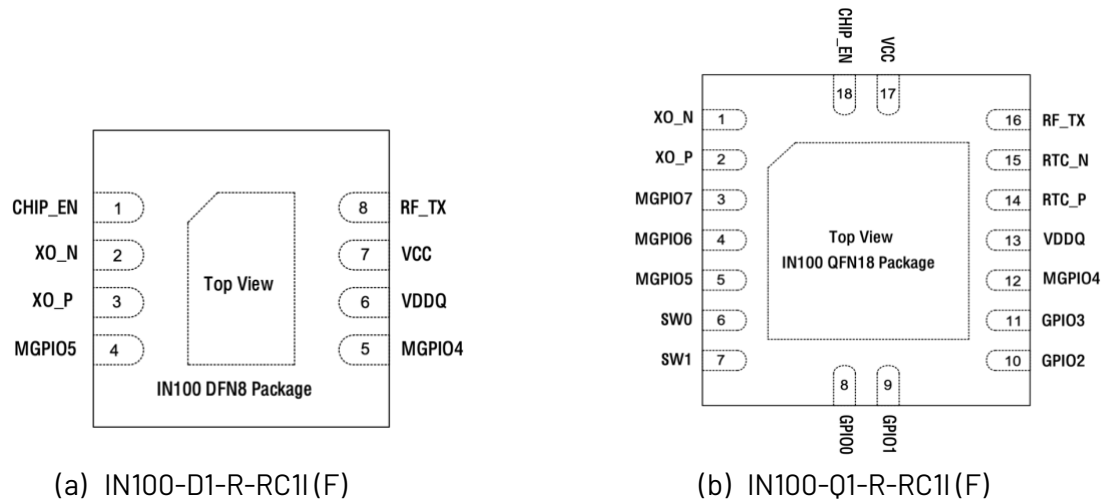 CHIP_EN
1
XO_N
2
XO_P
3
MGPIO5
4
8
RF_TX
7
VCC
6
VDDQ
5
MGPIO4
Top View
IN100 DFN8 Package
(a) IN100-D1-R-RC1I(F)
CHIP_EN
VCC
18
17
XO_N
1
XO_P
2
MGPIO7
3
MGPIO6
4
MGPIO5
5
SW0
6
SW1
7
16
RF_TX
15
RTC_N
14
RTC_P
13
VDDQ
12
MGPIO4
11
GPIO3
10
GPIO2
Top View
IN100 QFN18 Package
8
9
GPIO0
GPIO1
(b) IN100-Q1-R-RC1I(F)